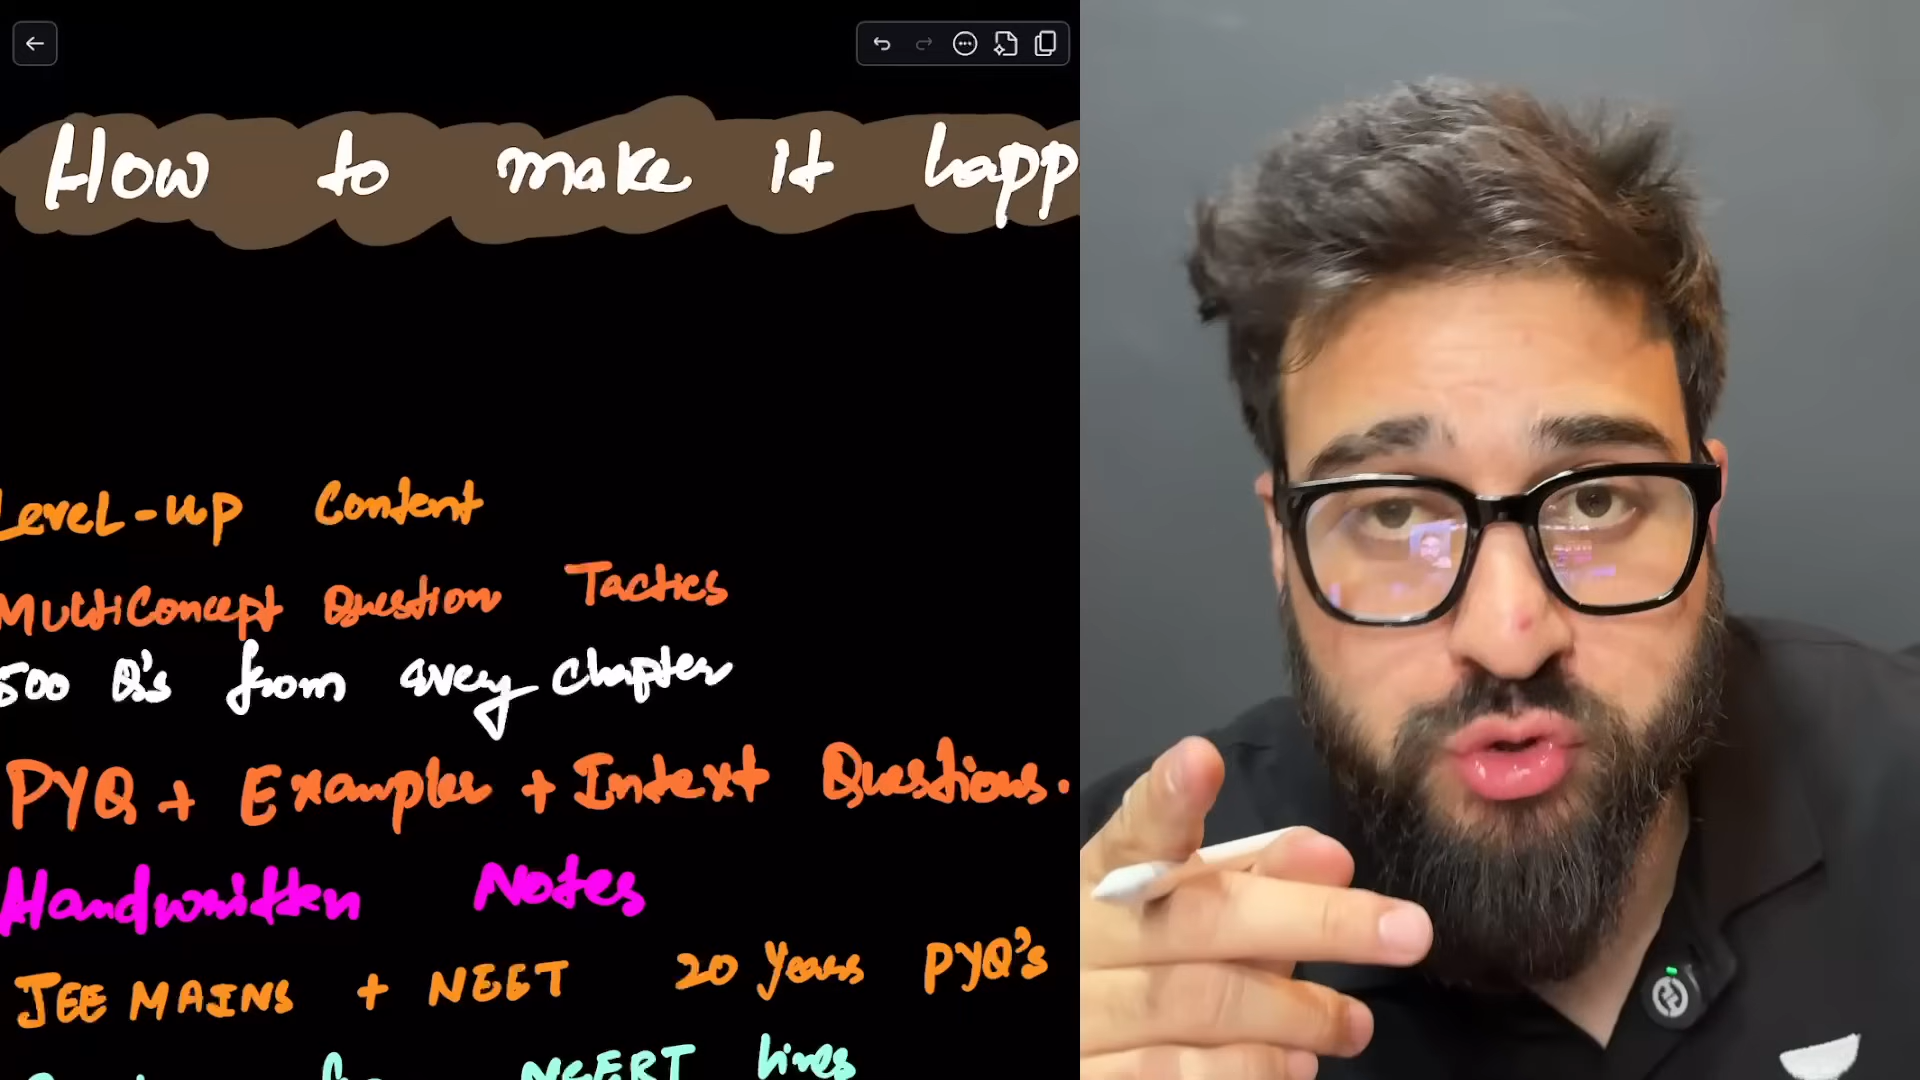 How to make it happ
Level-up Content
MultiConcept Question Tactics
500 Q's from every chapter
PYQ + Examples + Intext Questions.
Handwritten Notes
JEE MAINS + NEET 20 Years PYQ's
NCERT lines